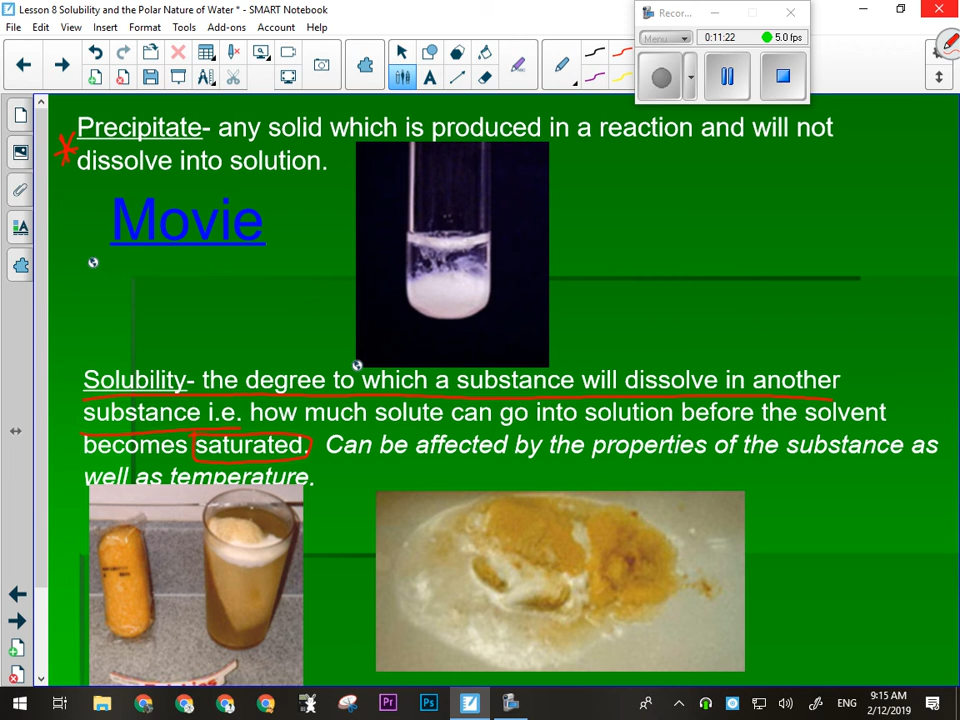 Lesson 8 Solubility and the Polar Nature of Water * - SMART Notebook
Recor...
File Edit View Insert Format Tools Add-ons Account Help
Menu
0:11:22
5.0 fps
Precipitate- any solid which is produced in a reaction and will not
dissolve into solution.
Movie
Solubility- the degree to which a substance will dissolve in another
substance i.e. how much solute can go into solution before the solvent
becomes saturated. Can be affected by the properties of the substance as
well as temperature.
ENG
9:15 AM
2/12/2019